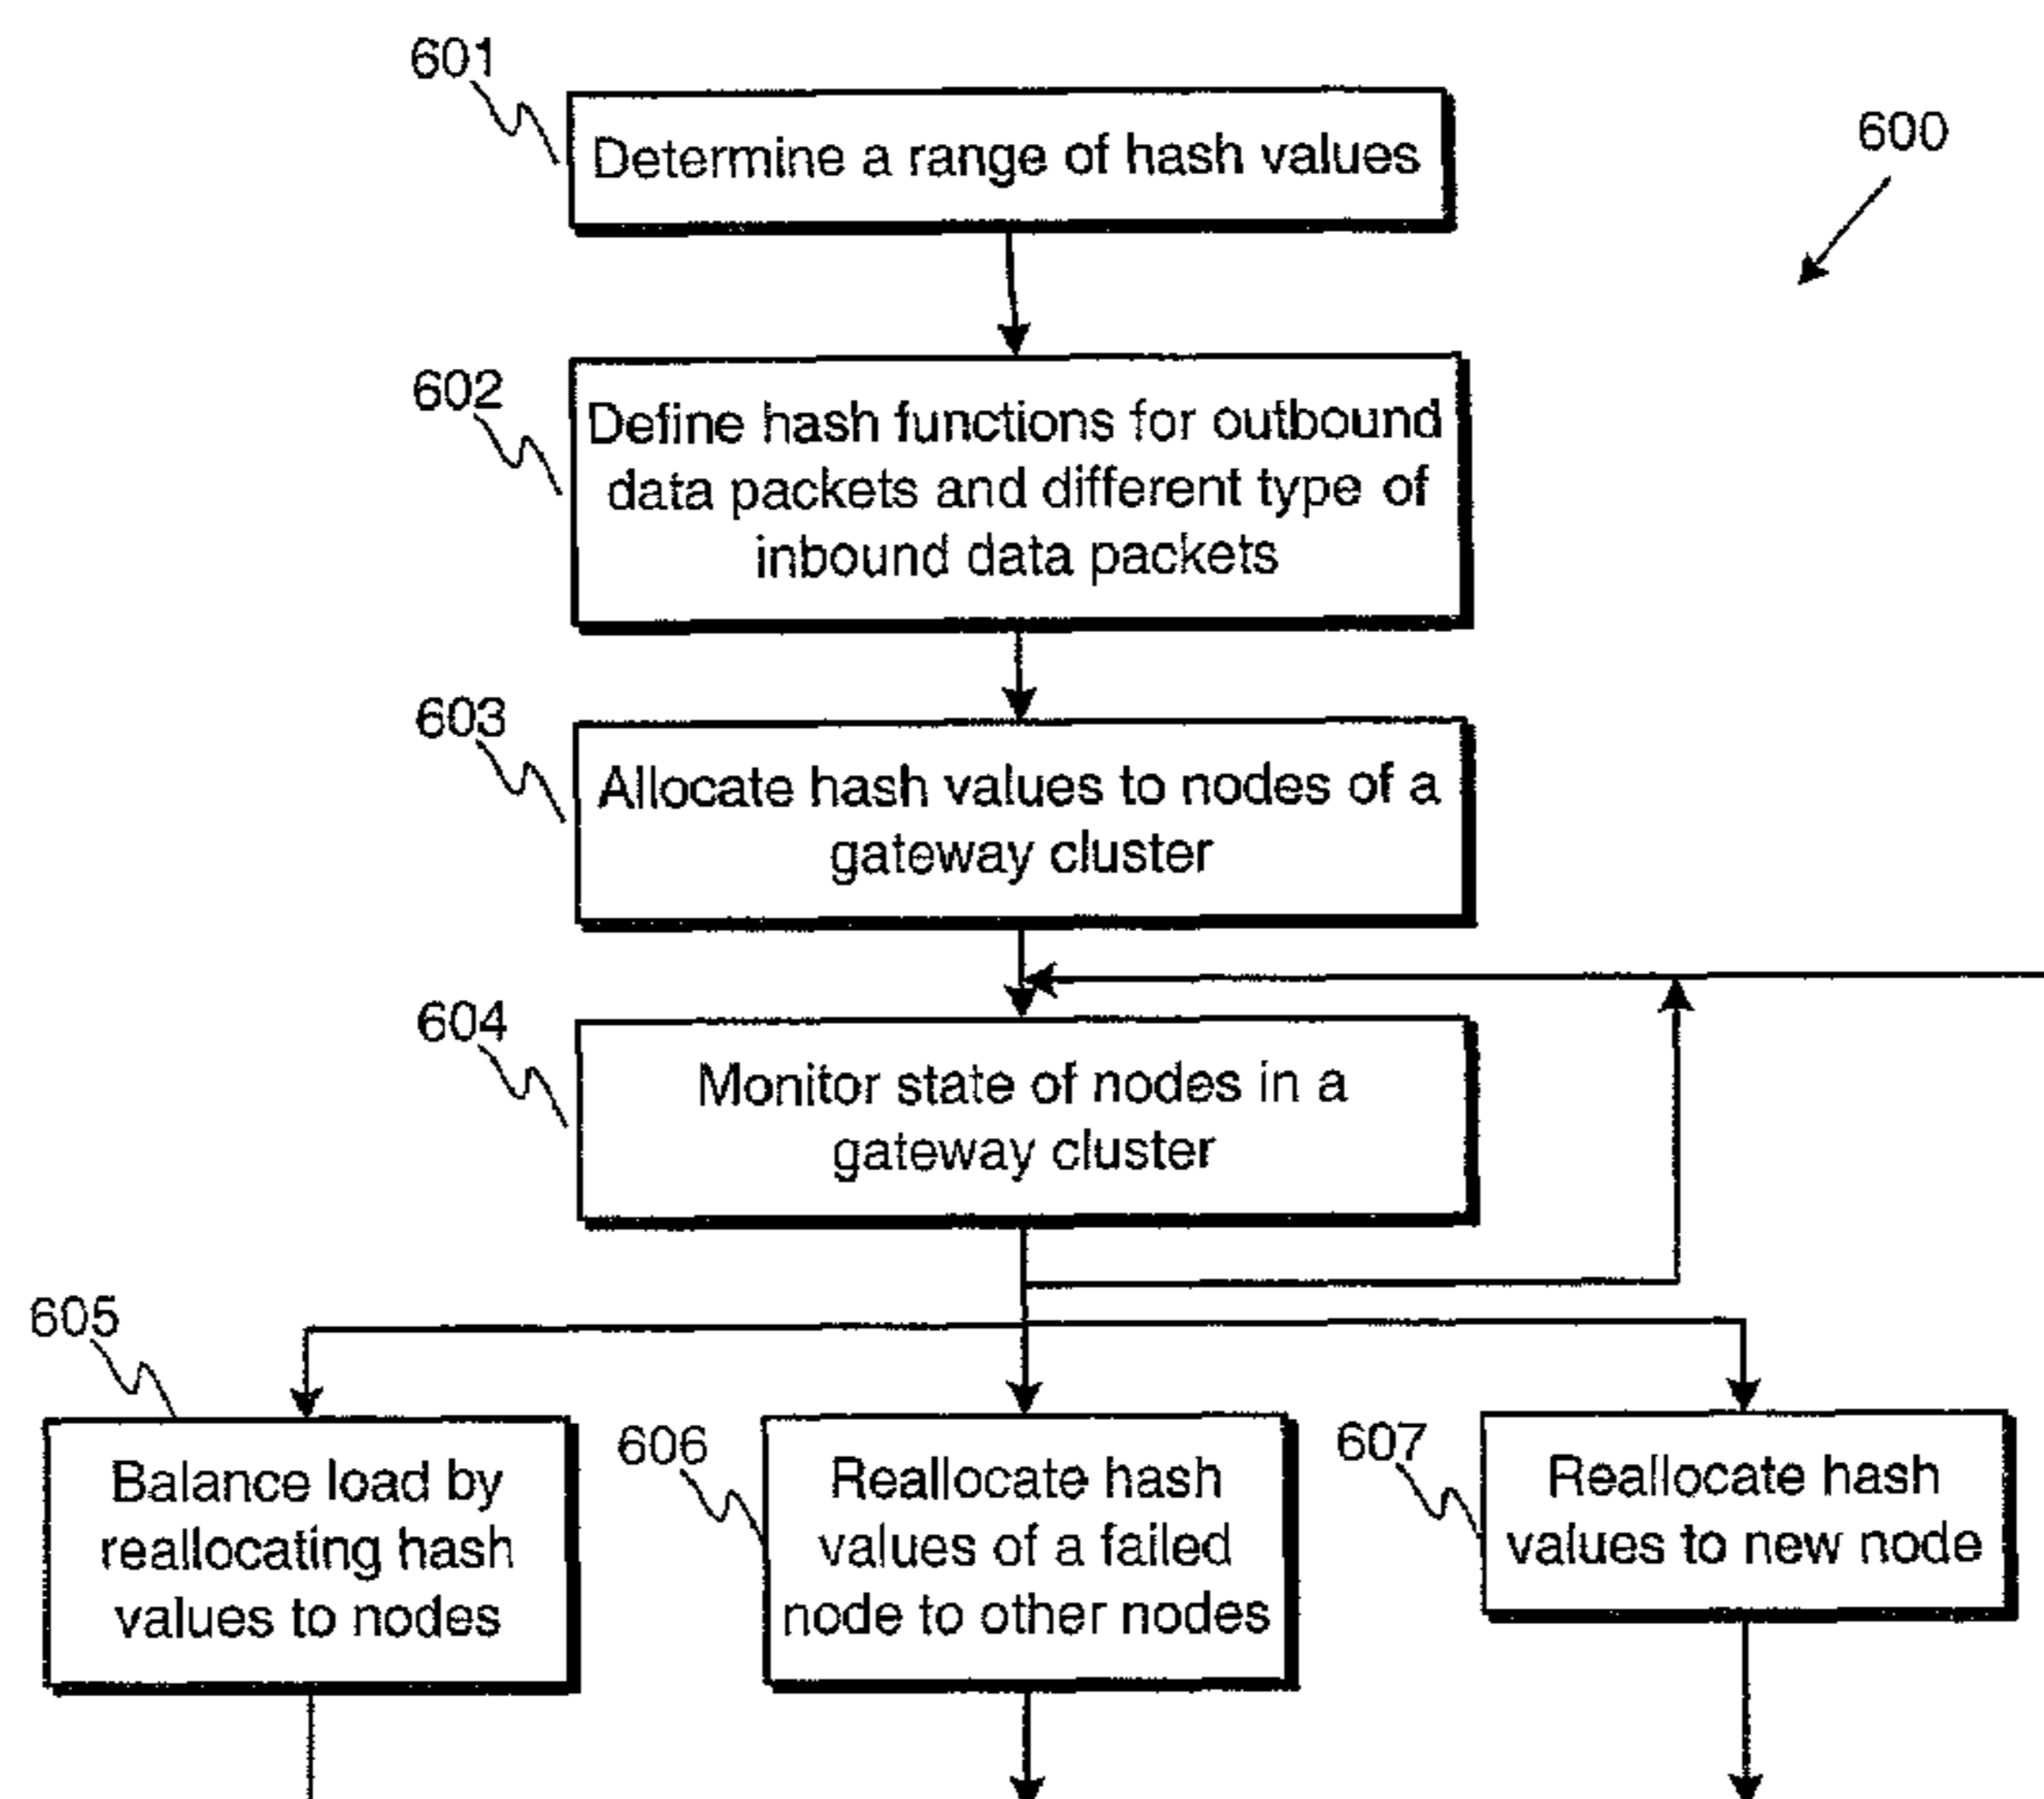 601
Determine a range of hash values
600
602
Define hash functions for outbound
data packets and different type of
inbound data packets
603
Allocate hash values to nodes of a
gateway cluster
604
Monitor state of nodes in a
gateway cluster
605
Balance load by
reallocating hash
values to nodes
606
Reallocate hash
values of a failed
node to other nodes
607
Reallocate hash
values to new node